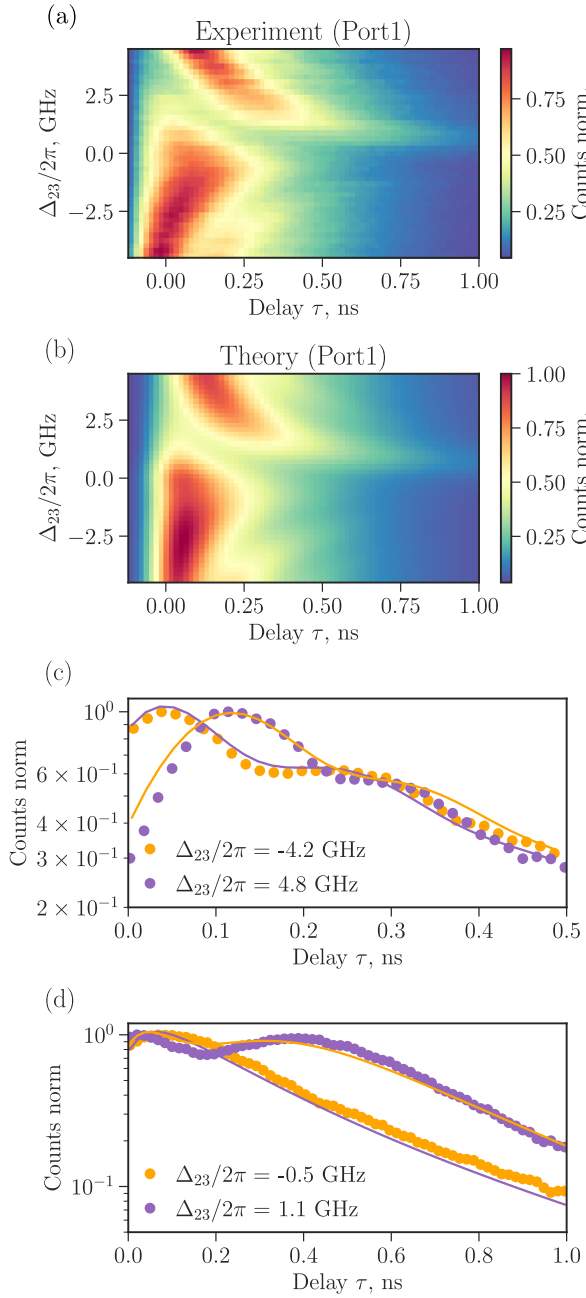 (a)
Experiment (Port1)
Δ₂₃/2π, GHz
2.5
0.0
−2.5
0.00 0.25 0.50 0.75 1.00
Delay τ, ns
0.75
0.50
0.25
Counts norm.
(b)
Theory (Port1)
Δ₂₃/2π, GHz
2.5
0.0
−2.5
0.00 0.25 0.50 0.75 1.00
Delay τ, ns
1.00
0.75
0.50
0.25
Counts norm.
(c)
Counts norm
10⁰
6 × 10⁻¹
4 × 10⁻¹
3 × 10⁻¹
2 × 10⁻¹
Δ₂₃/2π = -4.2 GHz
Δ₂₃/2π = 4.8 GHz
0.0 0.1 0.2 0.3 0.4 0.5
Delay τ, ns
(d)
Counts norm
10⁰
10⁻¹
Δ₂₃/2π = -0.5 GHz
Δ₂₃/2π = 1.1 GHz
0.0 0.2 0.4 0.6 0.8 1.0
Delay τ, ns